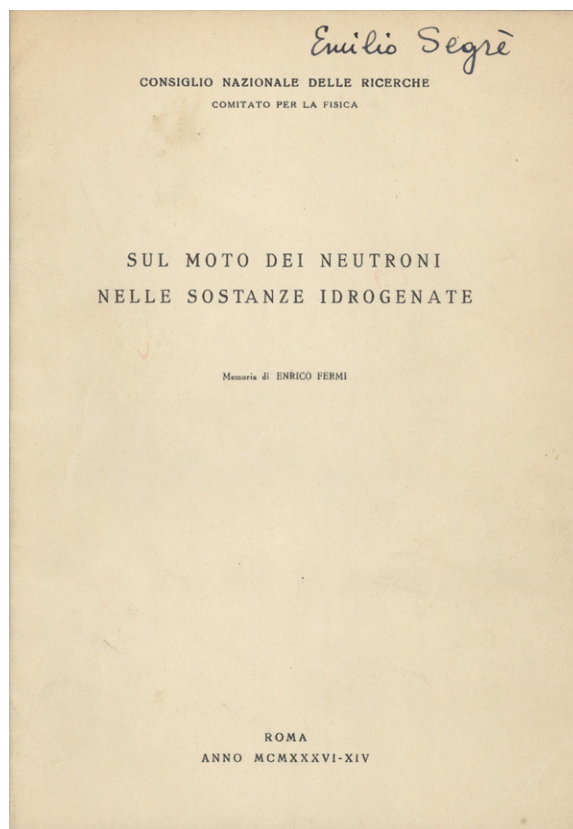 Emilio Segrè
CONSIGLIO NAZIONALE DELLE RICERCHE
COMITATO PER LA FISICA
SUL MOTO DEI NEUTRONI
NELLE SOSTANZE IDROGENATE
Memoria di ENRICO FERMI
ROMA
ANNO MCMXXXVI-XIV